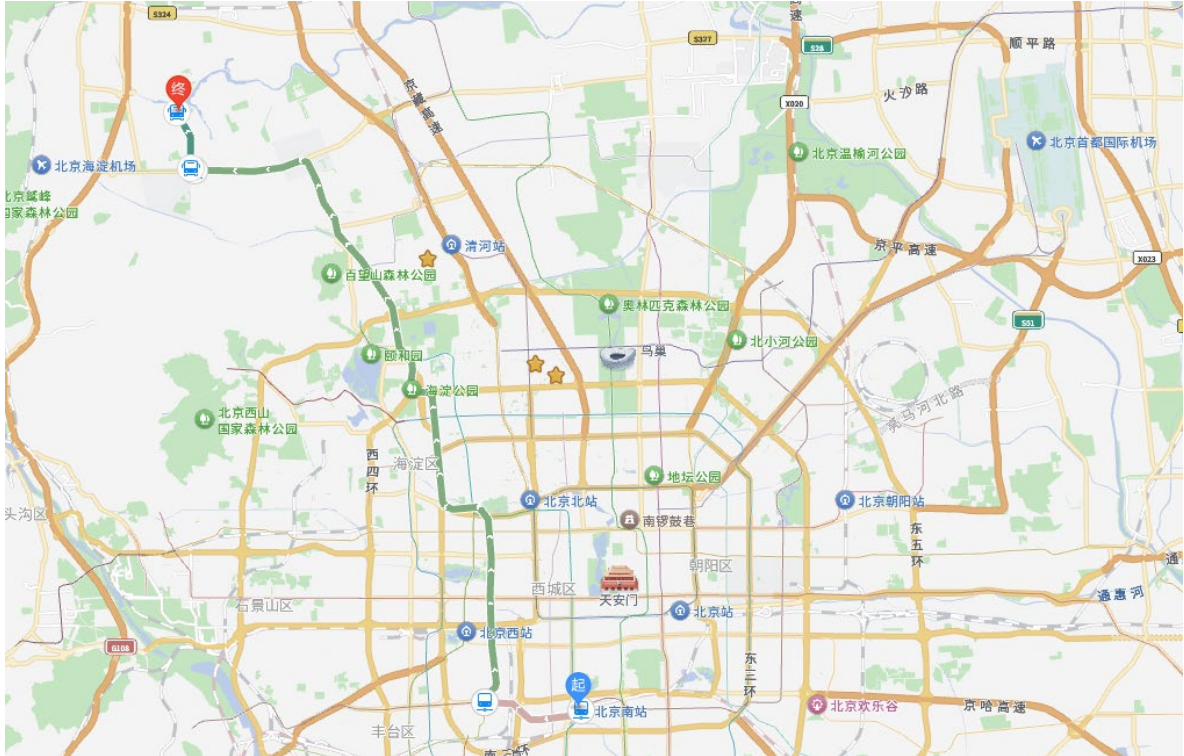 S324
S327
S28
顺平路
京藏高速
高速
X020
火沙路
终
北京温榆河公园
北京首都国际机场
北京海淀机场
北京鹫峰
国家森林公园
清河站
京平高速
X023
百望山森林公园
奥林匹克森林公园
S51
北小河公园
鸟巢
颐和园
海淀公园
亮马河北路
北京西山
国家森林公园
西四环
海淀区
地坛公园
北京北站
北京朝阳站
头沟区
南锣鼓巷
东五环
朝阳区
通
西城区
天安门
通惠河
石景山区
北京站
北京西站
G108
东二环
起
北京南站
北京欢乐谷
京哈高速
丰台区